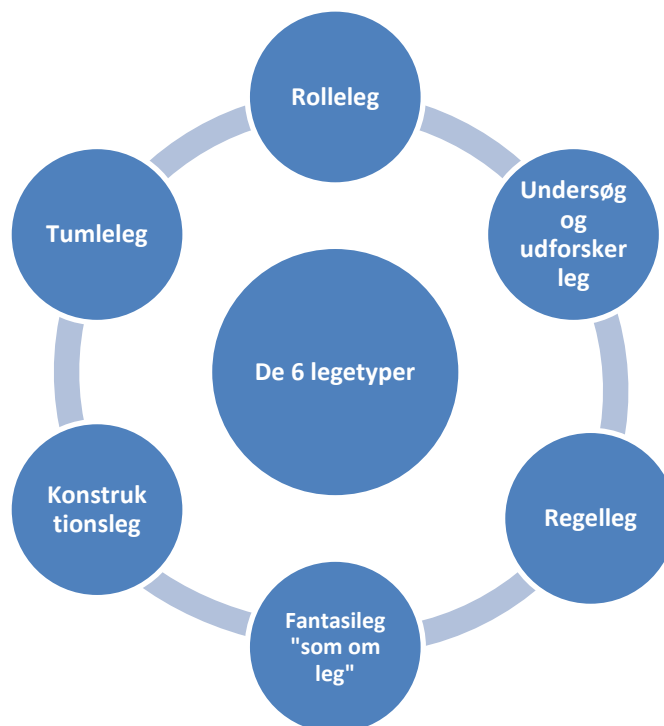 Rolleleg
Undersøg
og
udforsker
leg
Tumleleg
De 6 legetyper
Konstruk
tionsleg
Regelleg
Fantasileg
"som om
leg"